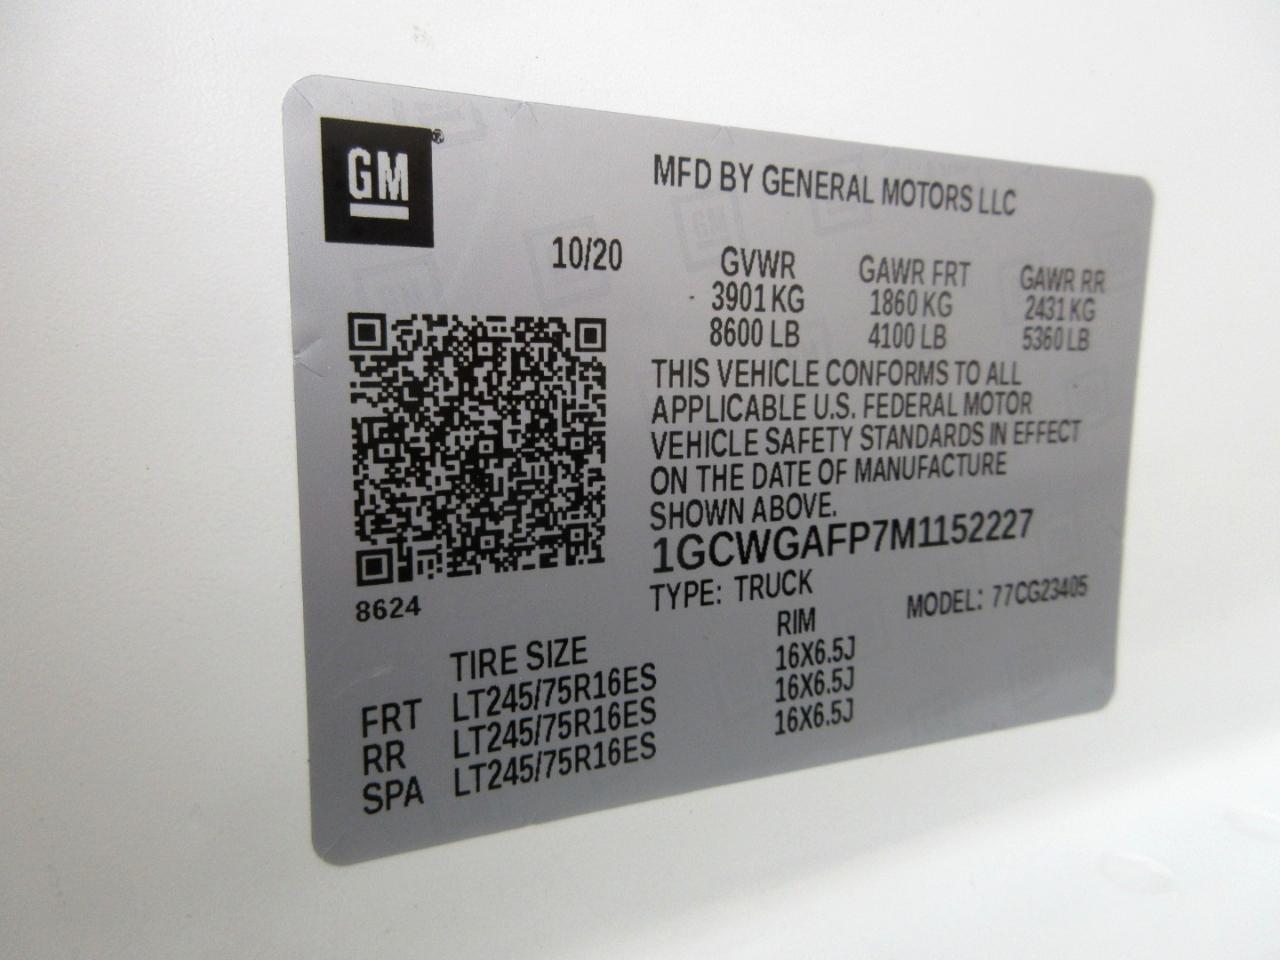 GM®
MFD BY GENERAL MOTORS LLC
10/20 GVWR GAWR FRT GAWR RR
3901 KG 1860 KG 2431 KG
8600 LB 4100 LB 5360 LB
THIS VEHICLE CONFORMS TO ALL
APPLICABLE U.S. FEDERAL MOTOR
VEHICLE SAFETY STANDARDS IN EFFECT
ON THE DATE OF MANUFACTURE
SHOWN ABOVE.
1GCWGAFP7M1152227
8624 TYPE: TRUCK MODEL: 77CG23405
TIRE SIZE RIM
FRT LT245/75R16ES 16X6.5J
RR LT245/75R16ES 16X6.5J
SPA LT245/75R16ES 16X6.5J